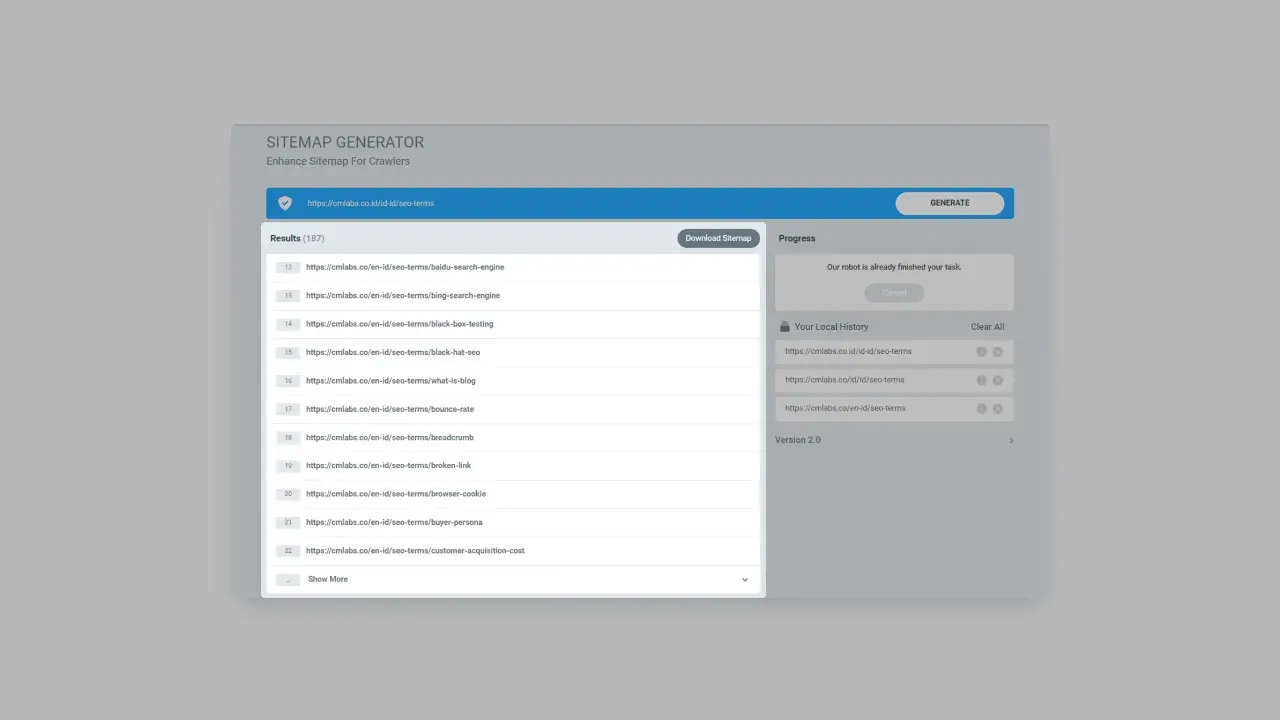 SITEMAP GENERATOR
Enhance Sitemap For Crawlers
https://cmlabs.co.id/id-id/seo-terms
GENERATE
Results (187)
Download Sitemap
12 https://cmlabs.co/en-id/seo-terms/baidu-search-engine
13 https://cmlabs.co/en-id/seo-terms/bing-search-engine
14 https://cmlabs.co/en-id/seo-terms/black-box-testing
15 https://cmlabs.co/en-id/seo-terms/black-hat-seo
16 https://cmlabs.co/en-id/seo-terms/what-is-blog
17 https://cmlabs.co/en-id/seo-terms/bounce-rate
18 https://cmlabs.co/en-id/seo-terms/breadcrumb
19 https://cmlabs.co/en-id/seo-terms/broken-link
20 https://cmlabs.co/en-id/seo-terms/browser-cookie
21 https://cmlabs.co/en-id/seo-terms/buyer-persona
22 https://cmlabs.co/en-id/seo-terms/customer-acquisition-cost
... Show More
Progress
Our robot is already finished your task.
Cancel
Your Local History
Clear All
https://cmlabs.co.id/id-id/seo-terms
https://cmlabs.co/id/id/seo-terms
https://cmlabs.co/en-id/seo-terms
Version 2.0